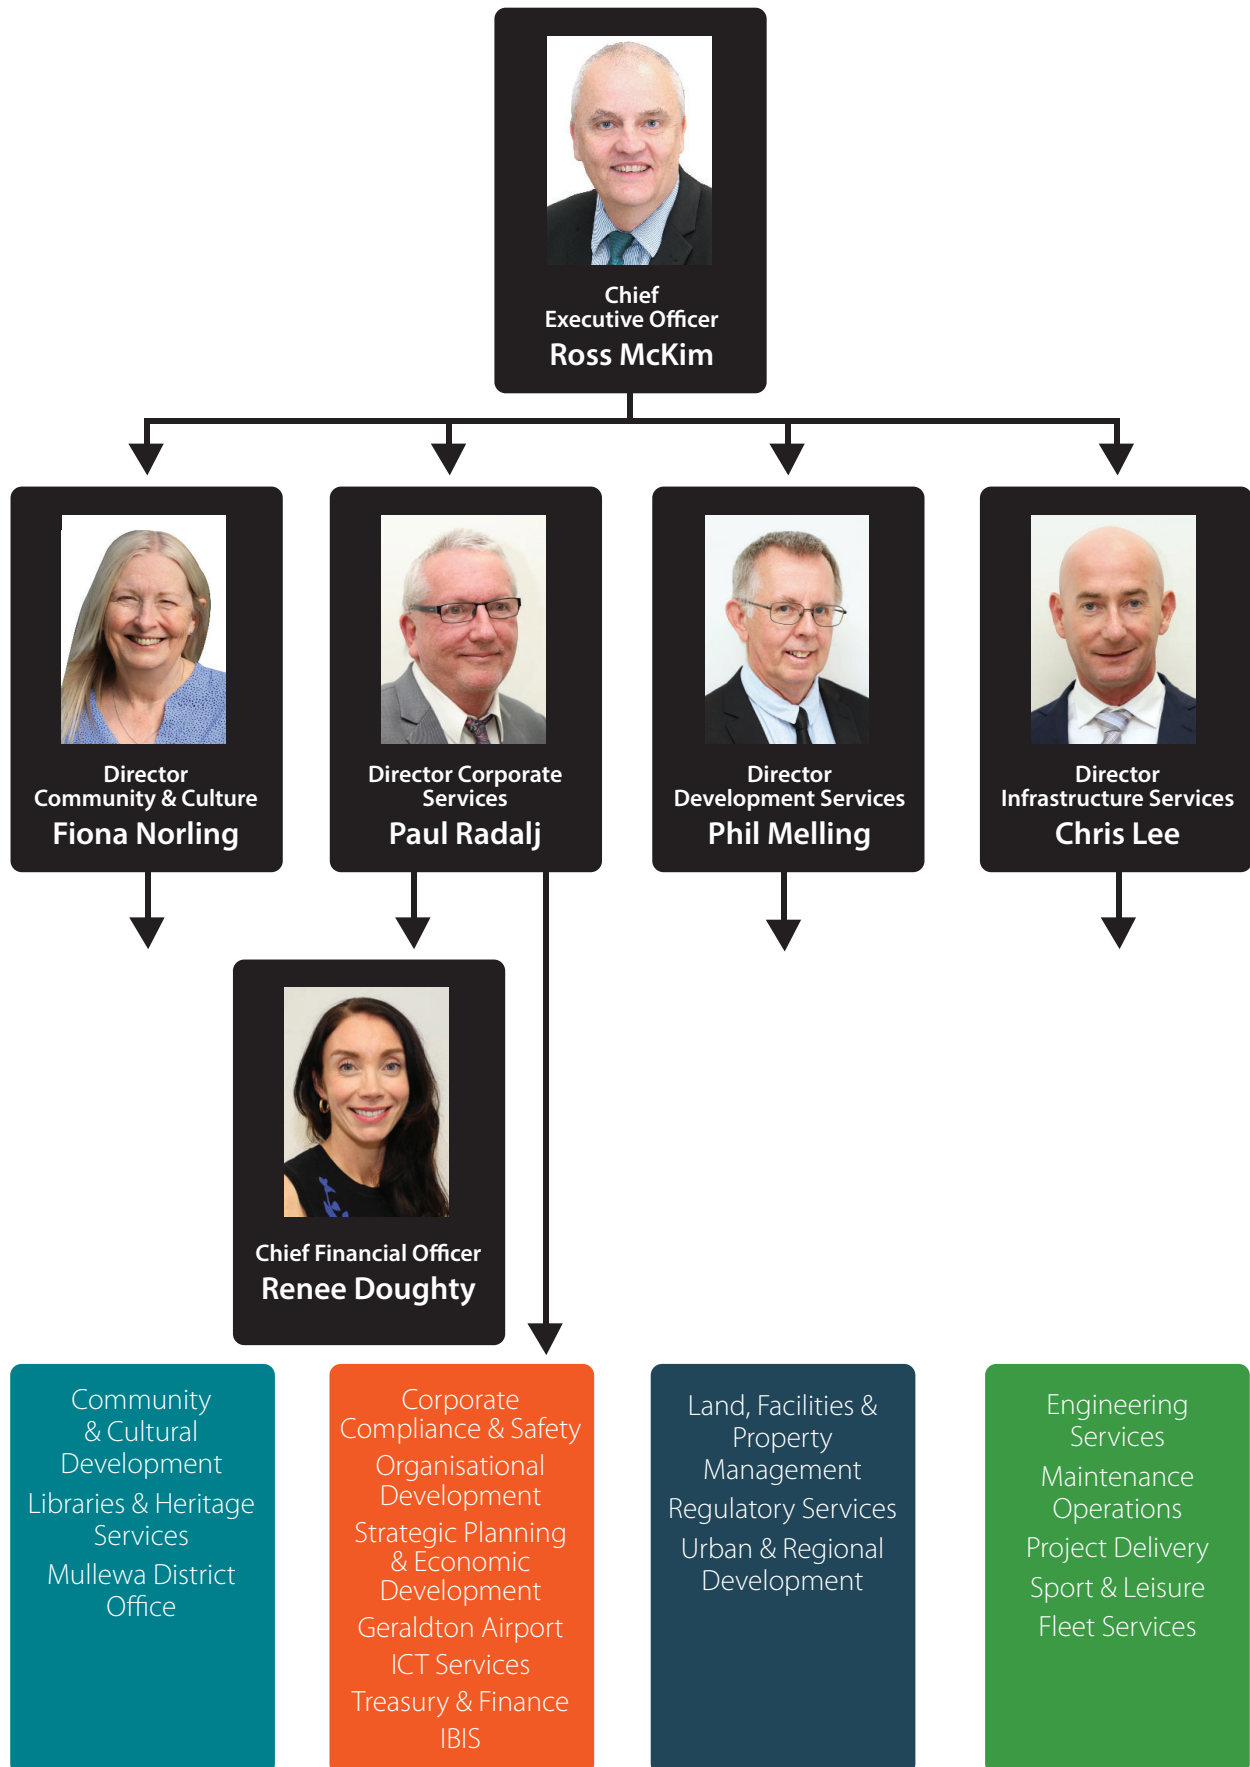 Chief
Executive Officer
Ross McKim
Director
Community & Culture
Fiona Norling
Director Corporate
Services
Paul Radalj
Director
Development Services
Phil Melling
Director
Infrastructure Services
Chris Lee
Chief Financial Officer
Renee Doughty
Community
& Cultural
Development
Libraries & Heritage
Services
Mullewa District
Office
Corporate
Compliance & Safety
Organisational
Development
Strategic Planning
& Economic
Development
Geraldton Airport
ICT Services
Treasury & Finance
IBIS
Land, Facilities &
Property
Management
Regulatory Services
Urban & Regional
Development
Engineering
Services
Maintenance
Operations
Project Delivery
Sport & Leisure
Fleet Services